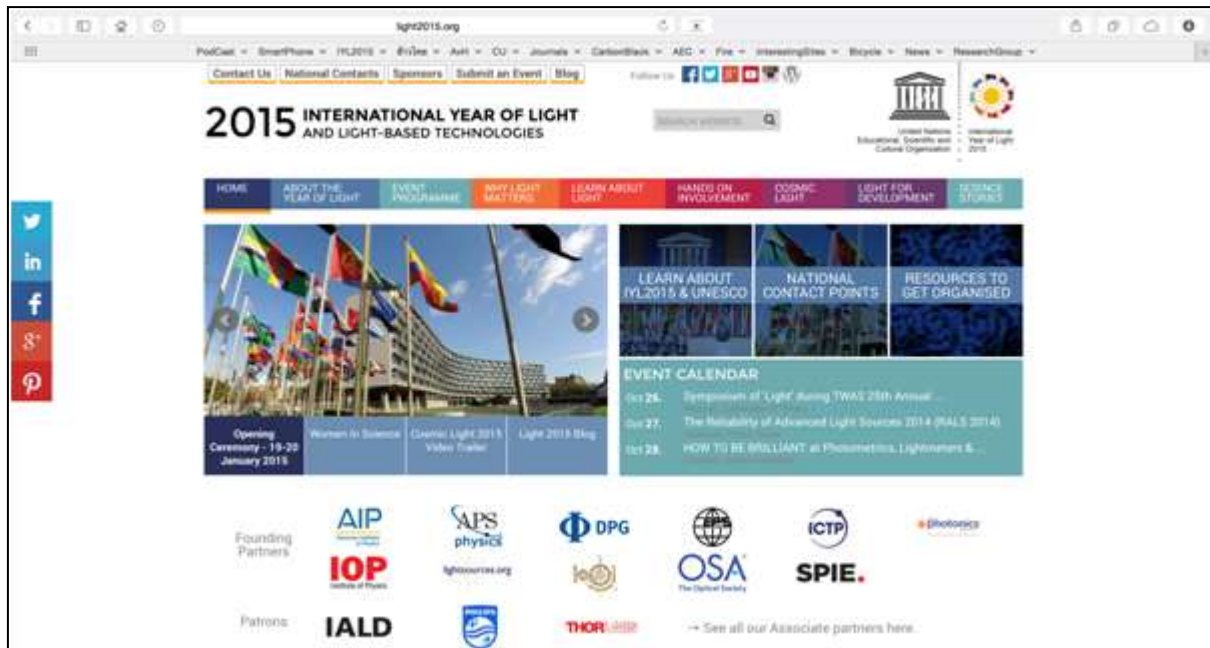 light2015.org
PodCast SmartPhone IYL2015 AvH CU Journals CarbonBlack AEC Fire InterestingSites Bicycle News ResearchGroup
Contact Us National Contacts Sponsors Submit an Event Blog Follow Us
2015 INTERNATIONAL YEAR OF LIGHT
AND LIGHT-BASED TECHNOLOGIES
SEARCH WEBSITE
United Nations
Educational, Scientific and
Cultural Organization
International
Year of Light
2015
HOME
ABOUT THE
YEAR OF LIGHT
EVENT
PROGRAMME
WHY LIGHT
MATTERS
LEARN ABOUT
LIGHT
HANDS ON
INVOLVEMENT
COSMIC
LIGHT
LIGHT FOR
DEVELOPMENT
SCIENCE
STORIES
in
f
8+
LEARN ABOUT
IYL2015 & UNESCO
NATIONAL
CONTACT POINTS
RESOURCES TO
GET ORGANISED
EVENT CALENDAR
Oct 26. Symposium of 'Light' during TWAS 25th Annual ...
Oct 27. The Reliability of Advanced Light Sources 2014 (RALS 2014)
Oct 28. HOW TO BE BRILLIANT at Photometrics, Lightmeters & ...
Opening
Ceremony - 19-20
January 2015
Women In Science
Cosmic Light 2015
Video Trailer
Light 2015 Blog
Founding
Partners
AIP
APS
physics
DPG
EPS
ICTP
photonics
IOP
Institute of Physics
lightsources.org
OSA
The Optical Society
SPIE.
Patrons
IALD
PHILIPS
THORLABS
→ See all our Associate partners here.